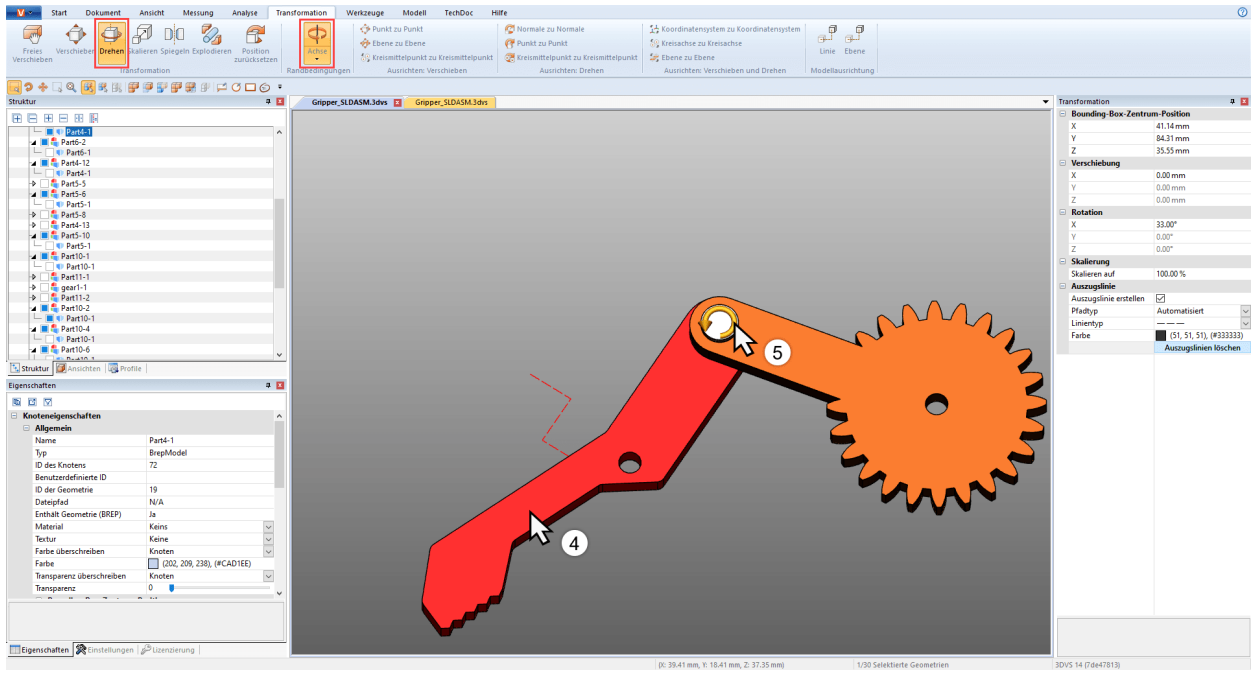 Start Dokument Ansicht Messung Analyse Transformation Werkzeuge Modell TechDoc Hilfe
Freies Verschieben
Verschieben
Drehen
Skalieren
Spiegeln
Explodieren
Position zurücksetzen
Transformation
Achse
Randbedingungen
Punkt zu Punkt
Ebene zu Ebene
Kreismittelpunkt zu Kreismittelpunkt
Ausrichten: Verschieben
Normale zu Normale
Punkt zu Punkt
Kreismittelpunkt zu Kreismittelpunkt
Ausrichten: Drehen
Koordinatensystem zu Koordinatensystem
Kreisachse zu Kreisachse
Ebene zu Ebene
Ausrichten: Verschieben und Drehen
Linie Ebene
Modellausrichtung
Struktur
Part4-1
Part6-2
Part6-1
Part4-12
Part4-1
Part5-5
Part5-6
Part5-1
Part5-8
Part4-13
Part5-10
Part5-1
Part10-1
Part10-1
Part11-1
gear1-1
Part11-2
Part10-2
Part10-1
Part10-4
Part10-1
Part10-6
Struktur Ansichten Profile
Eigenschaften
Knoteneigenschaften
Allgemein
Name Part4-1
Typ BrepModel
ID des Knotens 72
Benutzerdefinierte ID
ID der Geometrie 19
Dateipfad N/A
Enthält Geometrie (BREP) Ja
Material Keins
Textur Keine
Farbe überschreiben Knoten
Farbe (202, 209, 238), (#CAD1EE)
Transparenz überschreiben Knoten
Transparenz 0
Eigenschaften Einstellungen Lizenzierung
Gripper_SLDASM.3dvs Gripper_SLDASM.3dvs
5
4
Transformation
Bounding-Box-Zentrum-Position
X 41.14 mm
Y 84.31 mm
Z 35.55 mm
Verschiebung
X 0.00 mm
Y 0.00 mm
Z 0.00 mm
Rotation
X 33.00°
Y 0.00°
Z 0.00°
Skalierung
Skalieren auf 100.00 %
Auszugslinie
Auszugslinie erstellen
Pfadtyp Automatisiert
Linientyp
Farbe (51, 51, 51), (#333333)
Auszugslinien löschen
(X: 39.41 mm, Y: 18.41 mm, Z: 37.35 mm) 1/30 Selektierte Geometrien 3DVS 14 (7de47813)